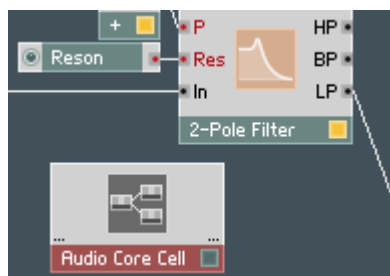 +
P HP
Reson Res BP
In LP
2-Pole Filter
... ...
Audio Core Cell